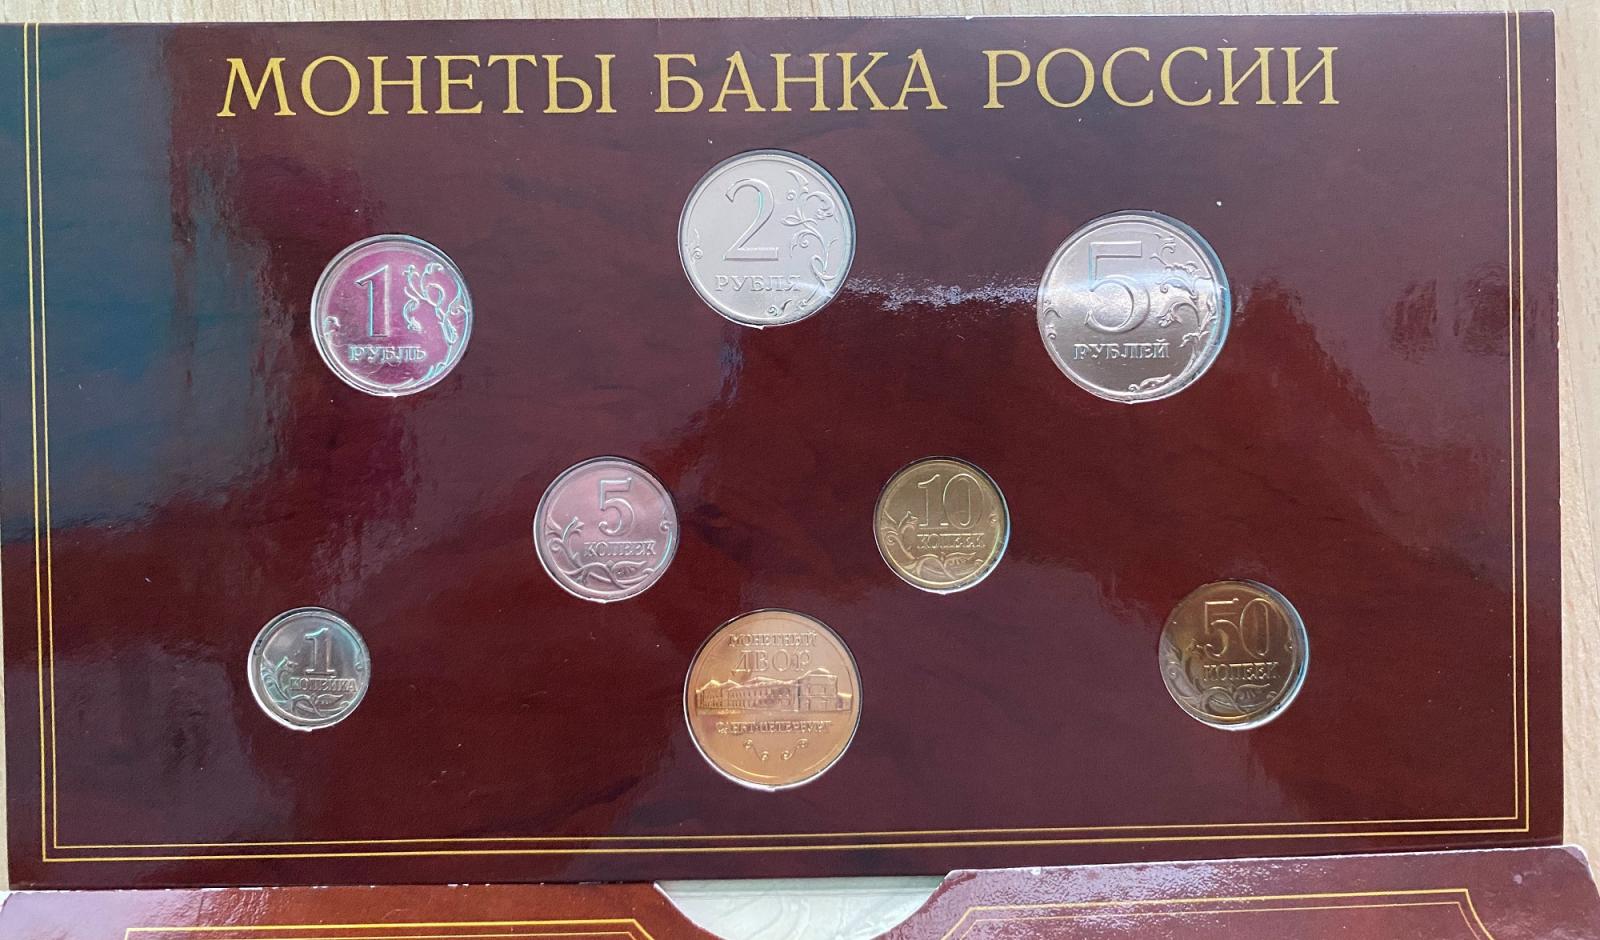 МОНЕТЫ БАНКА РОССИИ
1
РУБЛЬ
2
РУБЛЯ
5
РУБЛЕЙ
5
КОПЕЕК
10
КОПЕЕК
1
КОПЕЙКА
МОНЕТНЫЙ
ДВОР
САНКТ-ПЕТЕРБУРГ
50
КОПЕЕК